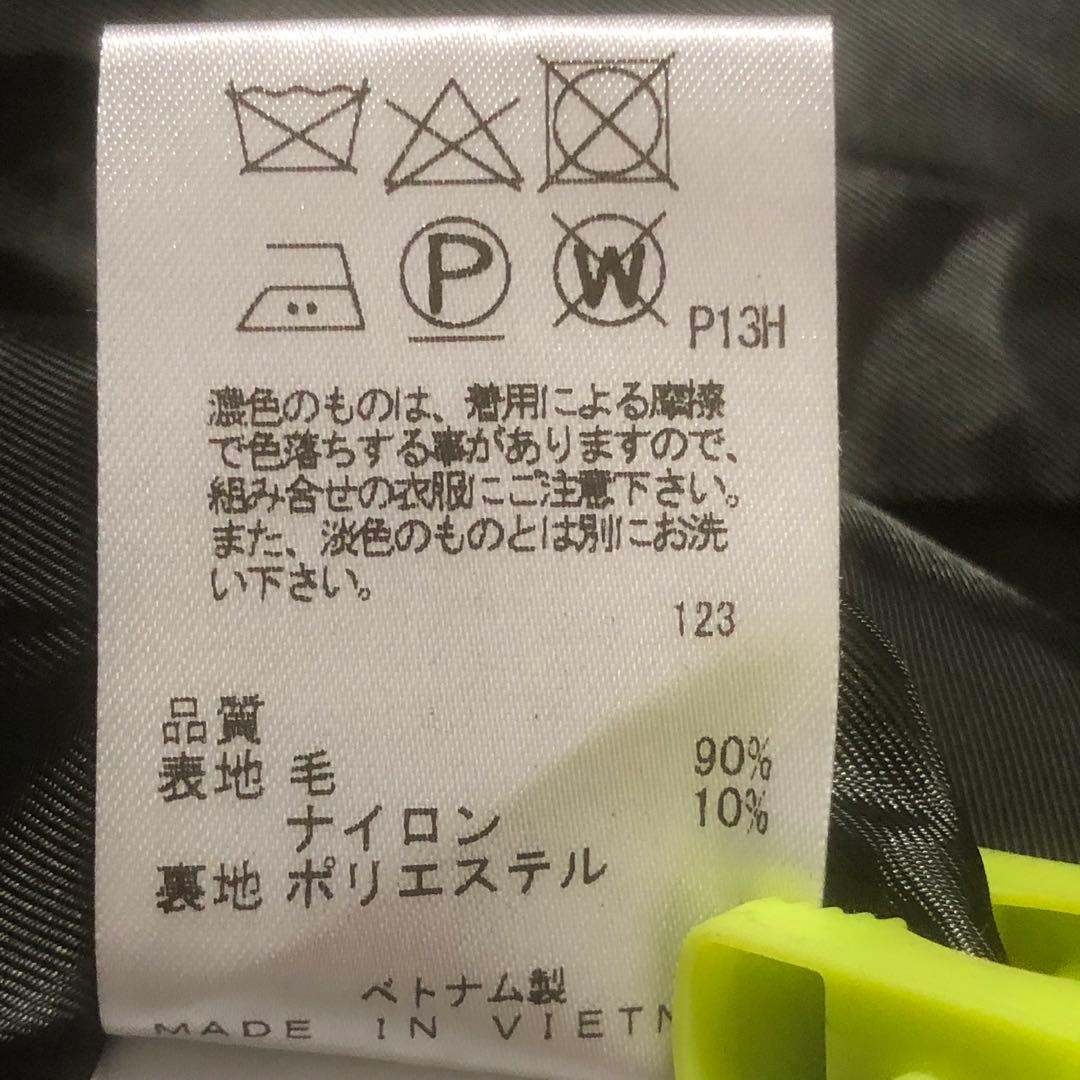 P
W
P13H
濃色のものは、着用による摩擦
で色落ちする事がありますので、
組み合せの衣服にご注意下さい。
また、淡色のものとは別にお洗
い下さい。
123
品質
表地 毛 90%
ナイロン 10%
裏地 ポリエステル
ベトナム製
MADE IN VIETN